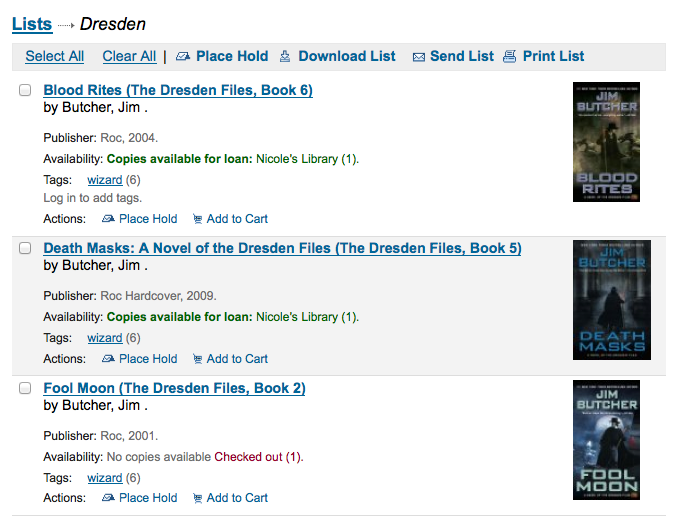 Lists Dresden
Select All Clear All | Place Hold Download List Send List Print List
Blood Rites (The Dresden Files, Book 6)
by Butcher, Jim .
Publisher: Roc, 2004.
Availability: Copies available for loan: Nicole's Library (1).
Tags: wizard (6)
Log in to add tags.
Actions: Place Hold Add to Cart
JIM
BUTCHER
BLOOD
RITES
Death Masks: A Novel of the Dresden Files (The Dresden Files, Book 5)
by Butcher, Jim .
Publisher: Roc Hardcover, 2009.
Availability: Copies available for loan: Nicole's Library (1).
Tags: wizard (6)
Actions: Place Hold Add to Cart
JIM
BUTCHER
DEATH
MASKS
Fool Moon (The Dresden Files, Book 2)
by Butcher, Jim .
Publisher: Roc, 2001.
Availability: No copies available Checked out (1).
Tags: wizard (6)
Actions: Place Hold Add to Cart
JIM
BUTCHER
FOOL
MOON